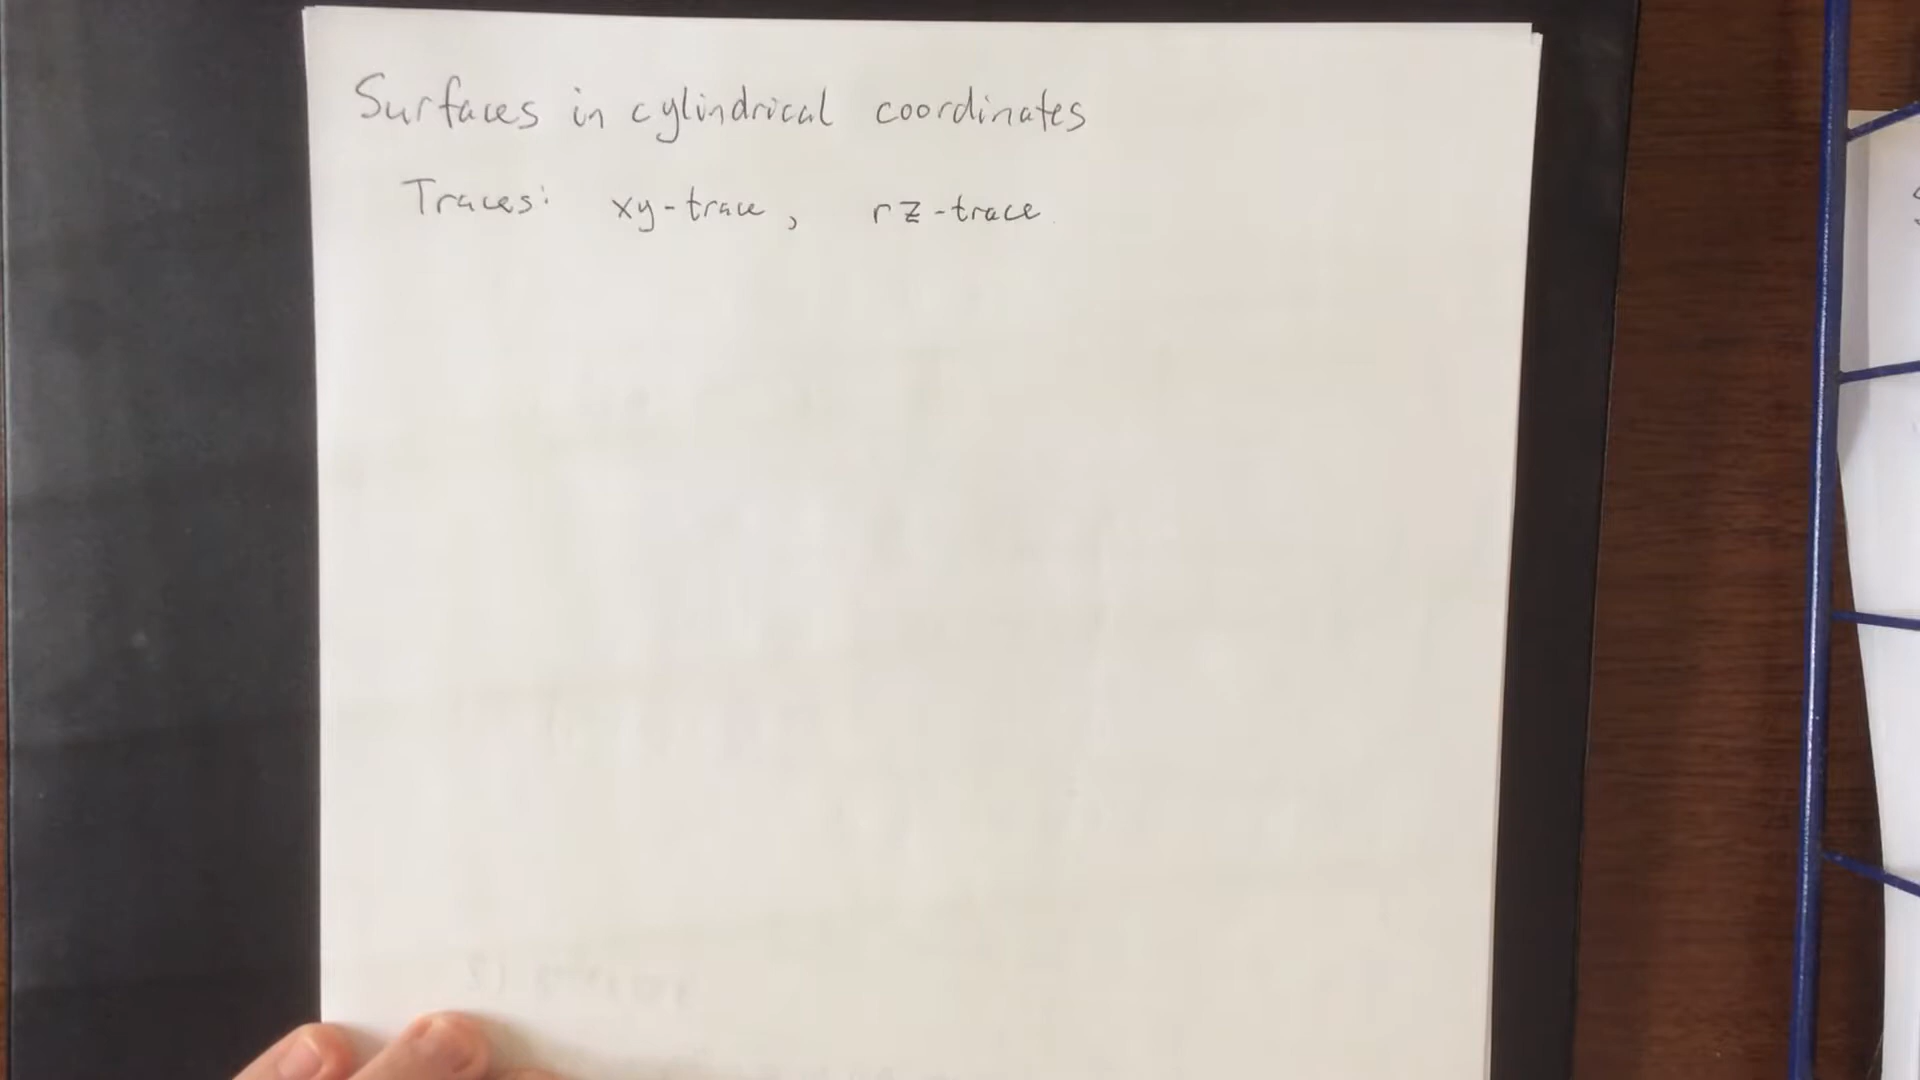 Surfaces in cylindrical coordinates
Traces: xy-trace, rz-trace